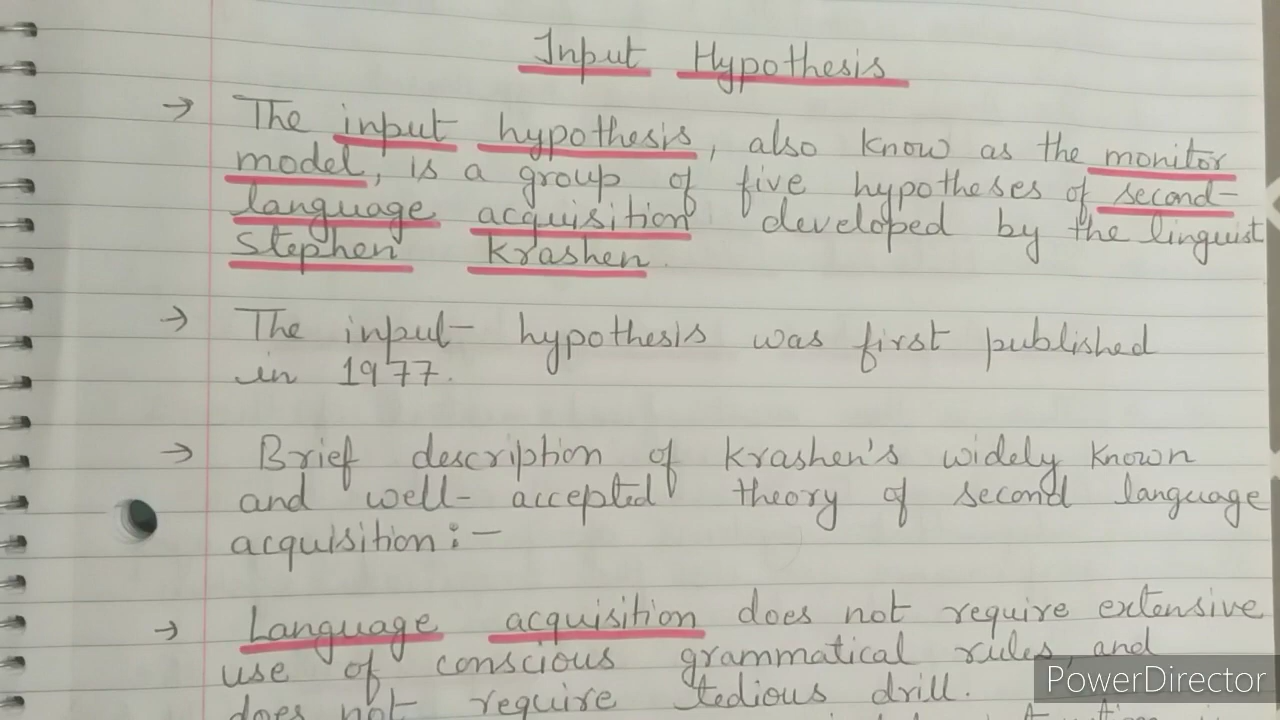 Input Hypothesis
→ The input hypothesis, also know as the monitor
model, is a group of five hypotheses of second-
language acquisition developed by the linguist
Stephen Krashen.
→ The input- hypothesis was first published
in 1977.
→ Brief description of Krashen's widely known
and well-accepted theory of second language
acquisition:-
→ Language acquisition does not require extensive
use of conscious grammatical rules, and
does not require tedious drill.
PowerDirector